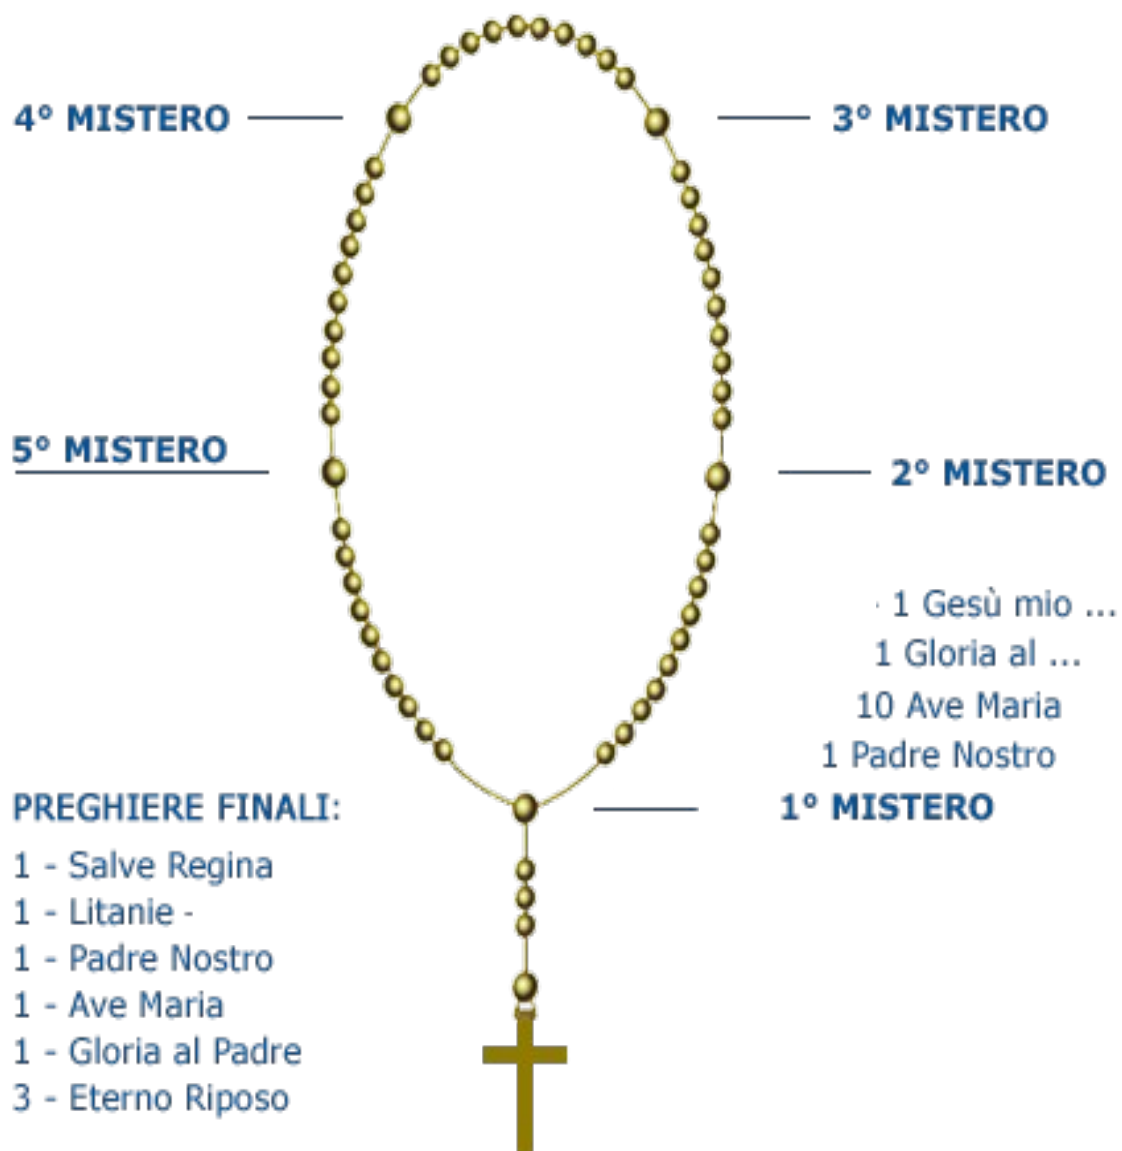 4° MISTERO
3° MISTERO
5° MISTERO
2° MISTERO
· 1 Gesù mio ...
1 Gloria al ...
10 Ave Maria
1 Padre Nostro
1° MISTERO
PREGHIERE FINALI:
1 - Salve Regina
1 - Litanie -
1 - Padre Nostro
1 - Ave Maria
1 - Gloria al Padre
3 - Eterno Riposo